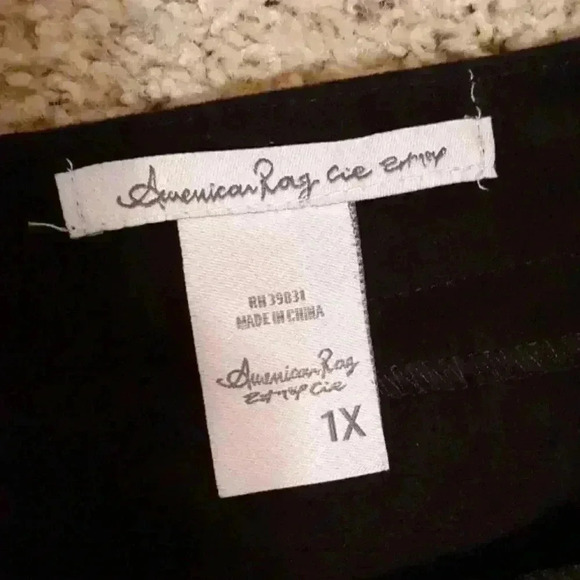 American Rag Cie
RH39831
MADE IN CHINA
American Rag
Cie
1X